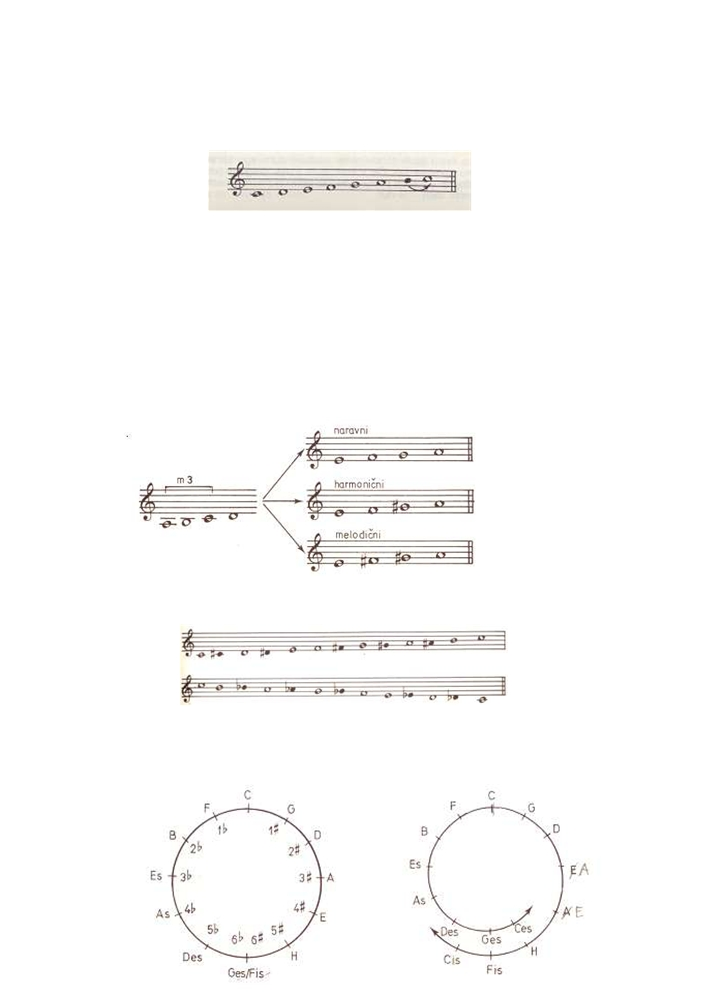 naravni
m3
harmonični
melodični
C
F G
1♭ 1♯
B D
2♭ 2♯
Es 3♭ 3♯ A
As 4♭ 4♯ E
5♭ 5♯
6♭ 6♯
Des H
Ges/Fis
C
F G
B D
Es E A
As A E
Des Ces
Ges
Cis H
Fis